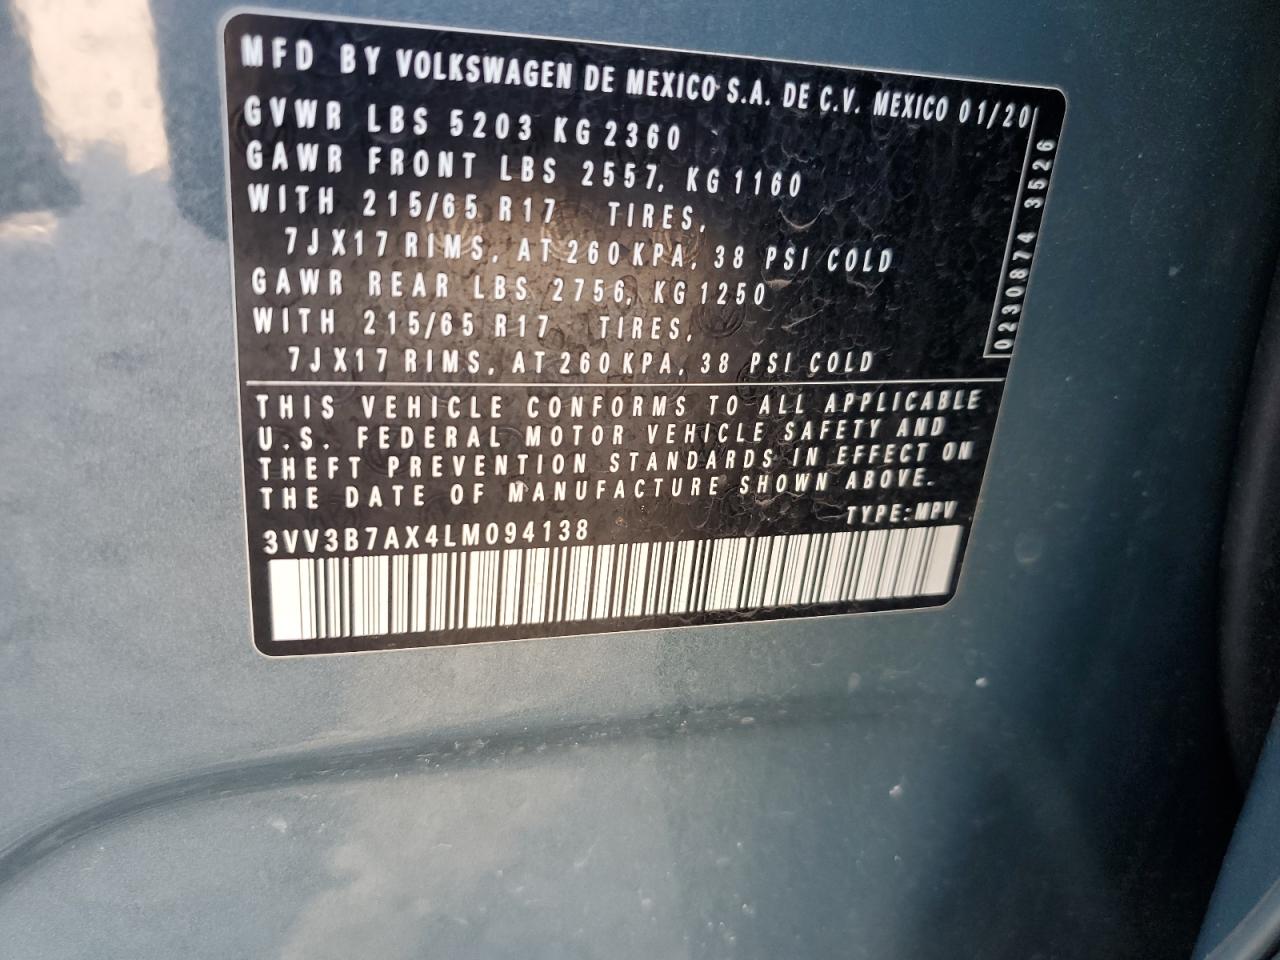 MFD BY VOLKSWAGEN DE MEXICO S.A. DE C.V. MEXICO 01/20
GVWR LBS 5203 KG 2360
GAWR FRONT LBS 2557, KG 1160
WITH 215/65 R17 TIRES,
7JX17 RIMS, AT 260 KPA, 38 PSI COLD
GAWR REAR LBS 2756, KG 1250
WITH 215/65 R17 TIRES,
7JX17 RIMS, AT 260 KPA, 38 PSI COLD
0230874 3526
THIS VEHICLE CONFORMS TO ALL APPLICABLE
U.S. FEDERAL MOTOR VEHICLE SAFETY AND
THEFT PREVENTION STANDARDS IN EFFECT ON
THE DATE OF MANUFACTURE SHOWN ABOVE.
TYPE: MPV
3VV3B7AX4LM094138